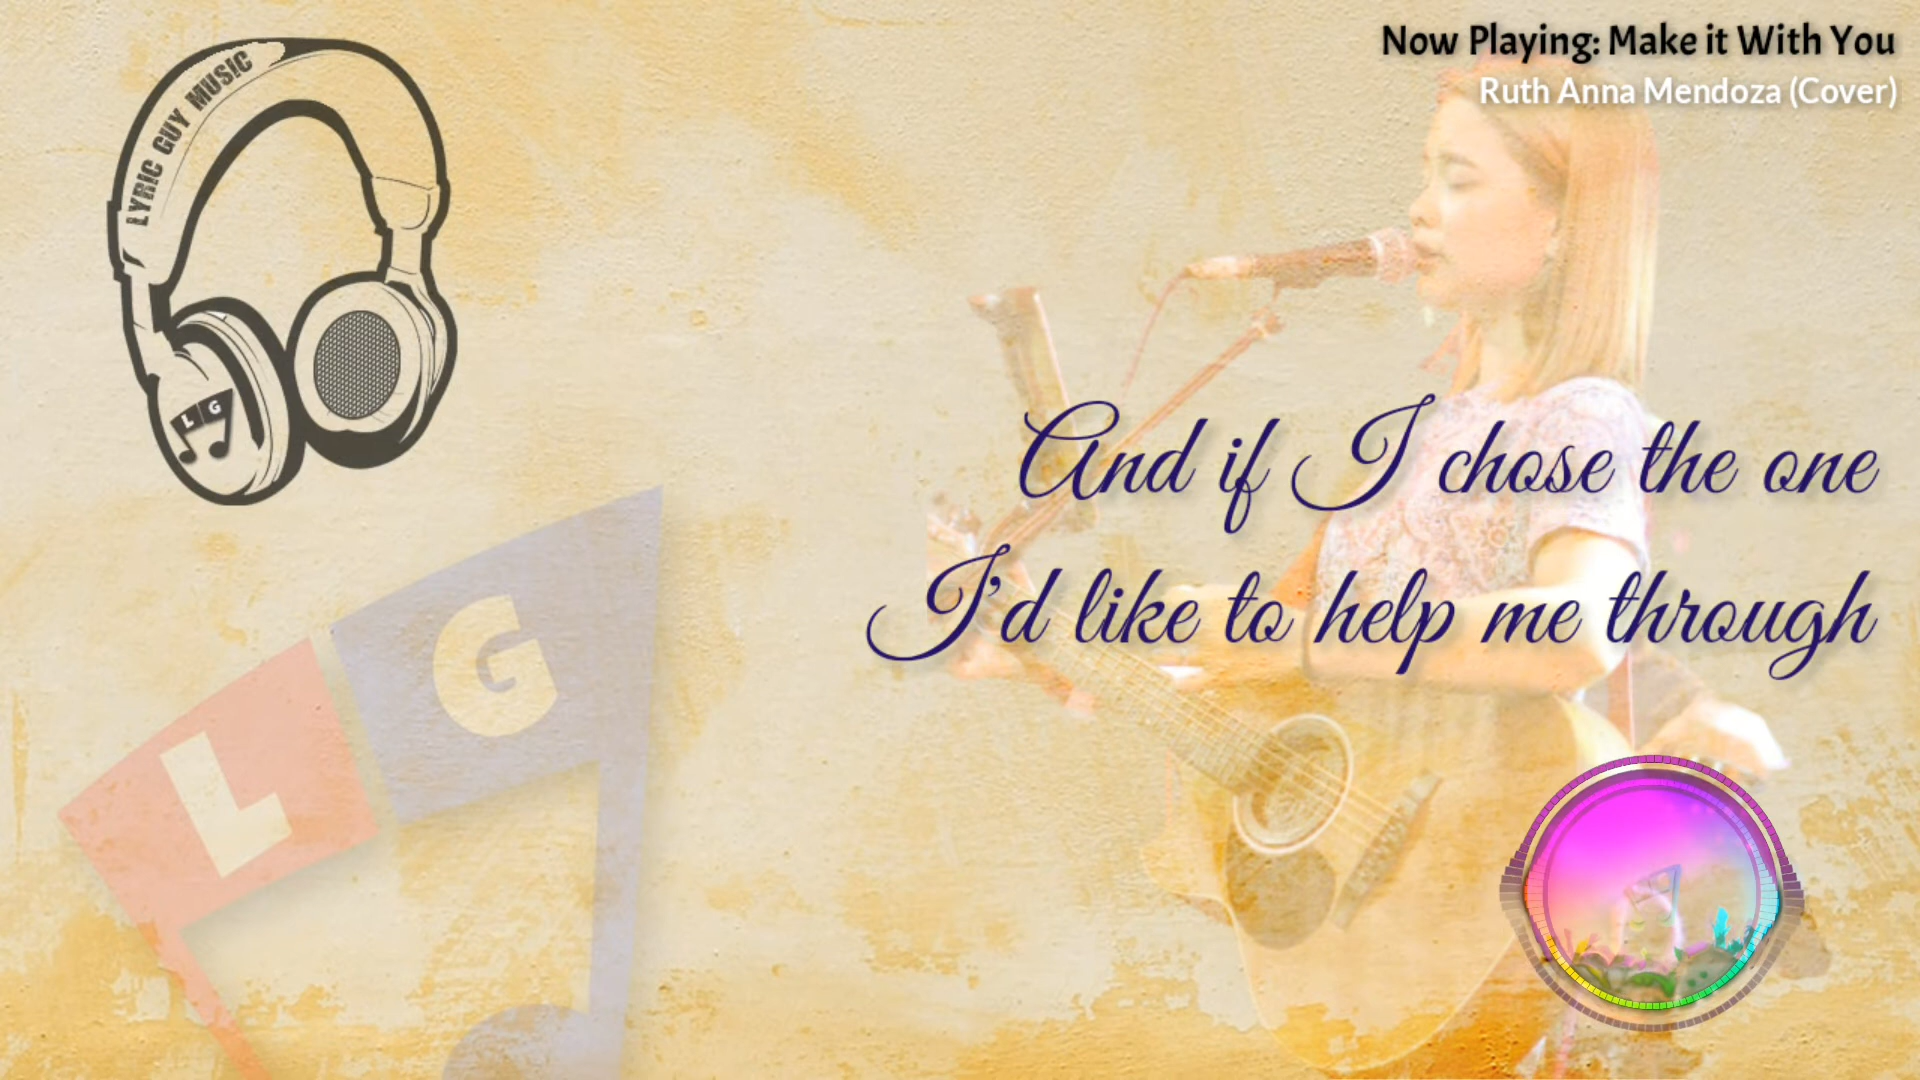 Now Playing: Make it With You
Ruth Anna Mendoza (Cover)
LYRIC GUY MUSIC
L G
And if I chose the one
I'd like to help me through
L G